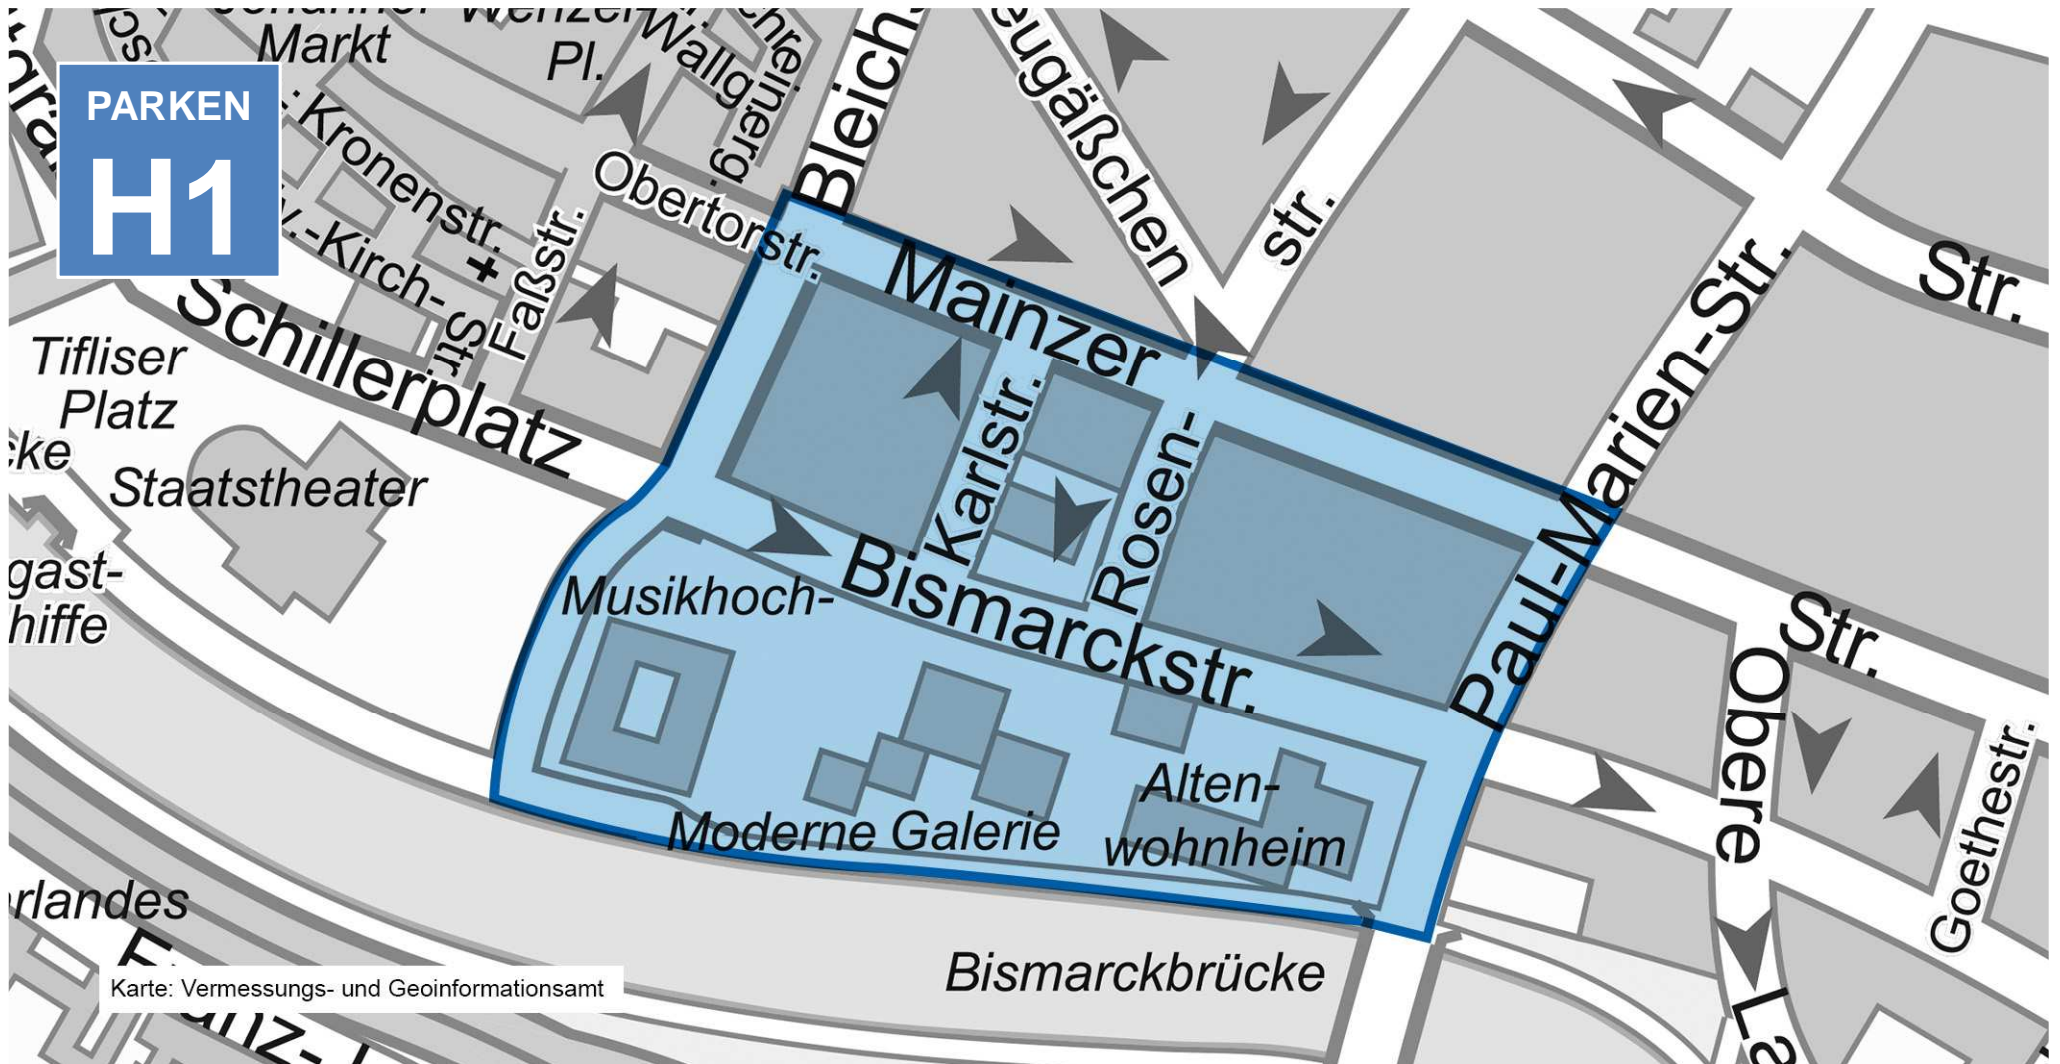 Markt
Pl.
Wallg.
Bleich
PARKEN
H1
Kronenstr.
Obertorstr.
str.
Str.
Mainzer
Faßstr.
Schillerplatz
Tifliser
Platz
Staatstheater
Karlstr.
Rosen-
Paul-Marien-Str.
Musikhoch-
Bismarckstr.
Str.
Obere
Goethestr.
Moderne Galerie
Alten-
wohnheim
Bismarckbrücke
Karte: Vermessungs- und Geoinformationsamt